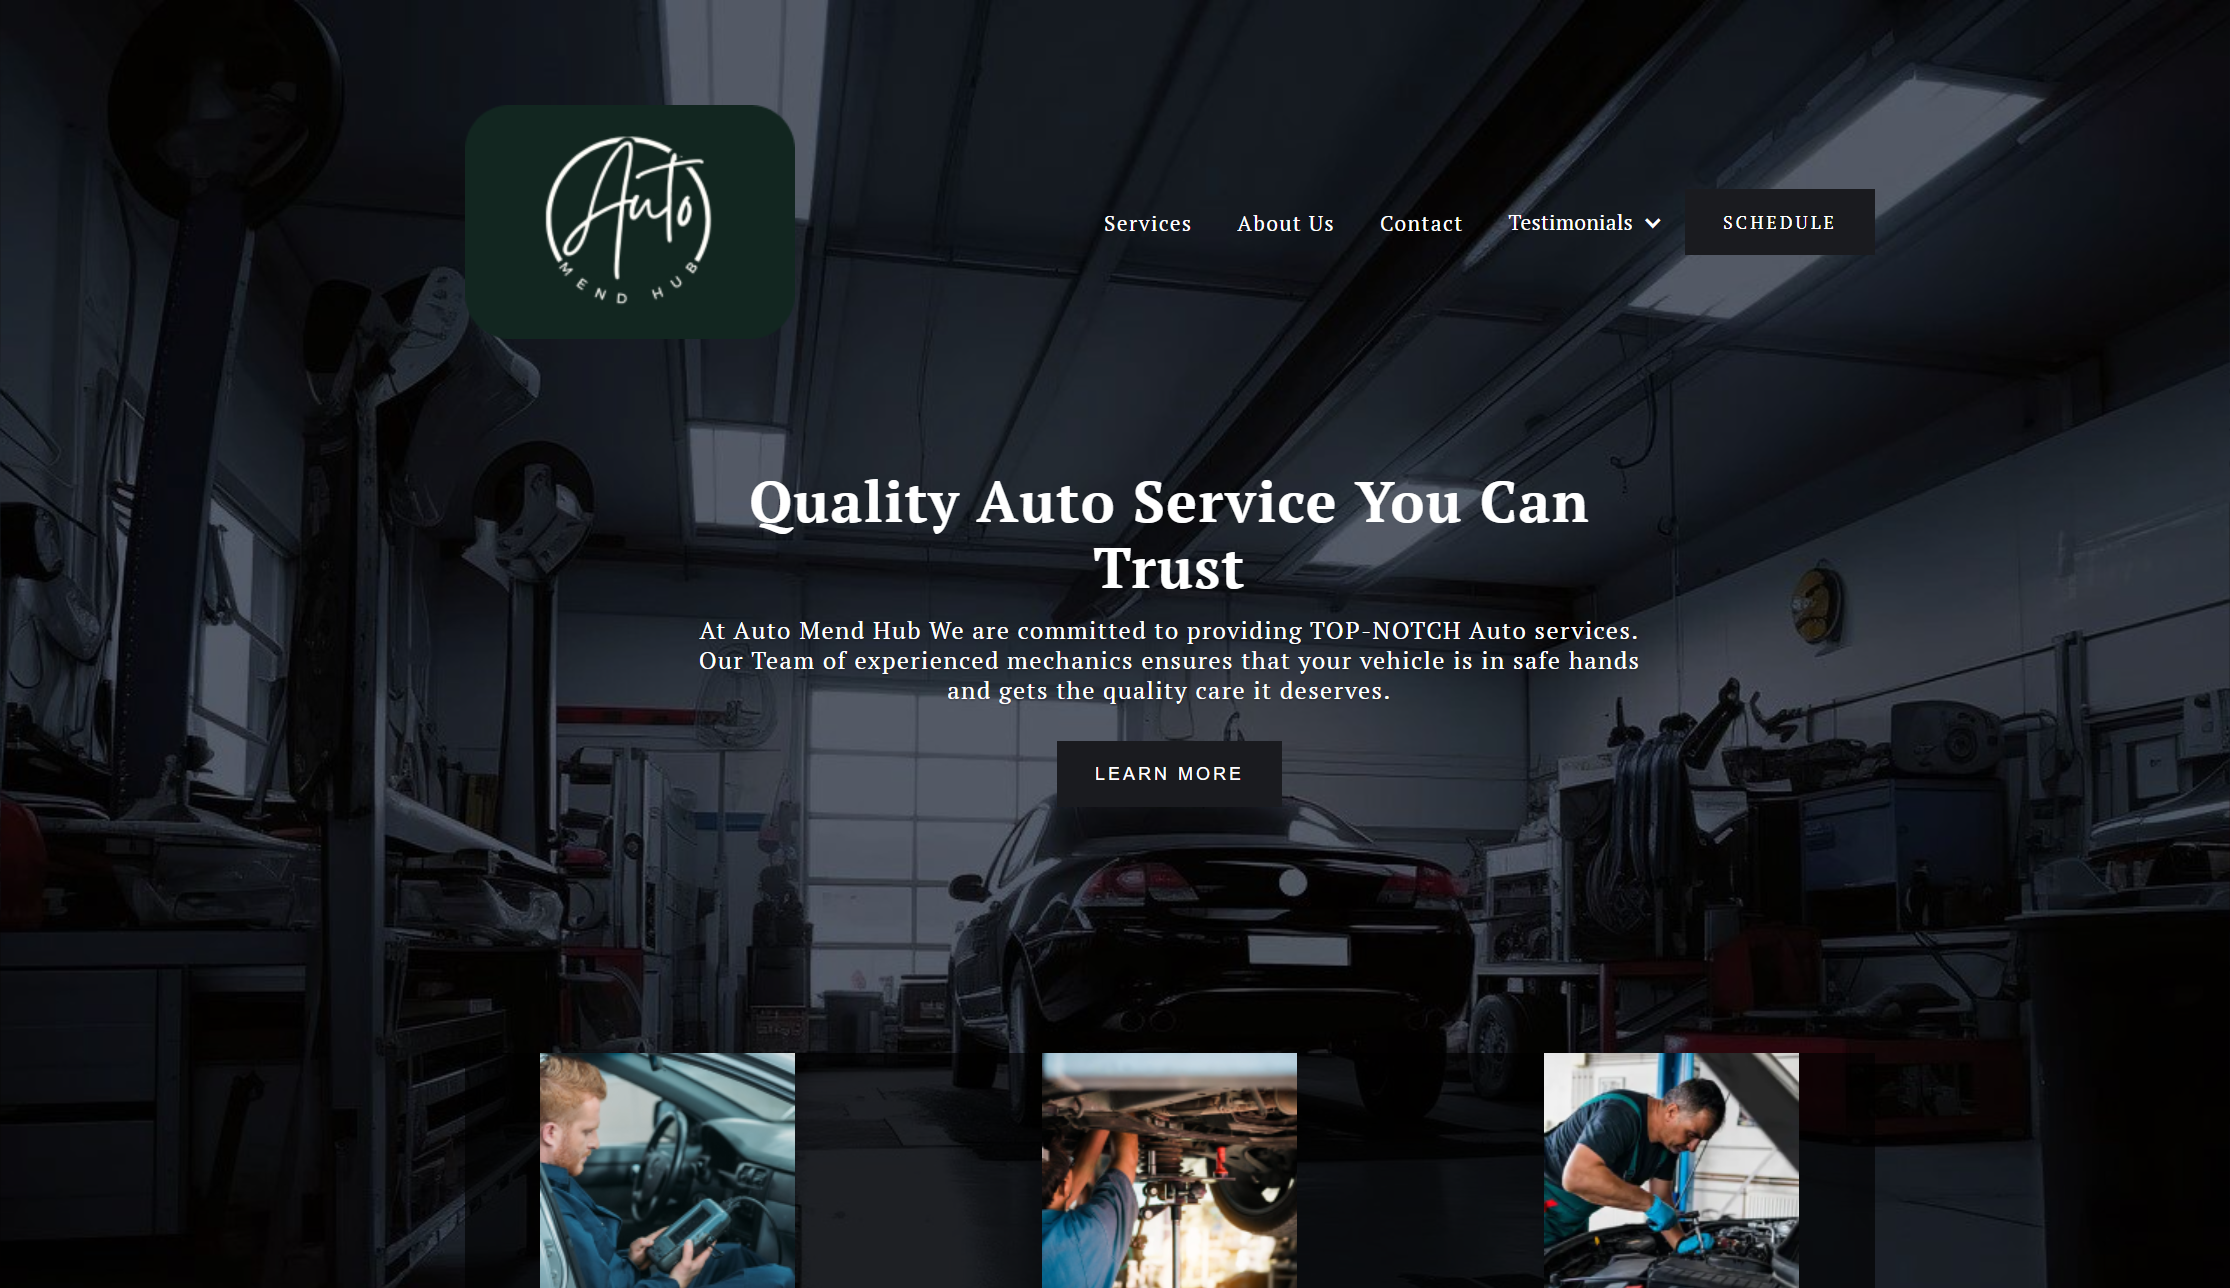 Auto
MEND HUB
Services
About Us
Contact
Testimonials
SCHEDULE
Quality Auto Service You Can
Trust
At Auto Mend Hub We are committed to providing TOP-NOTCH Auto services.
Our Team of experienced mechanics ensures that your vehicle is in safe hands
and gets the quality care it deserves.
LEARN MORE